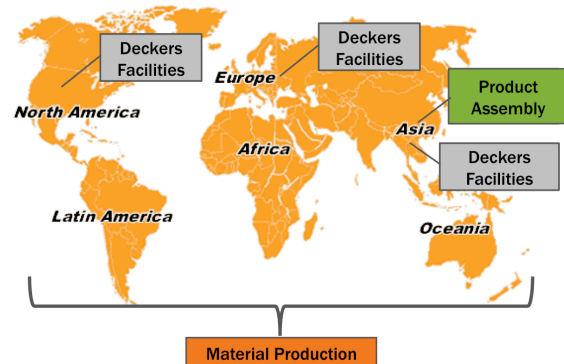 Deckers
Facilities
Deckers
Facilities
Europe
Product
Assembly
North America
Asia
Africa
Deckers
Facilities
Latin America
Oceania
Material Production